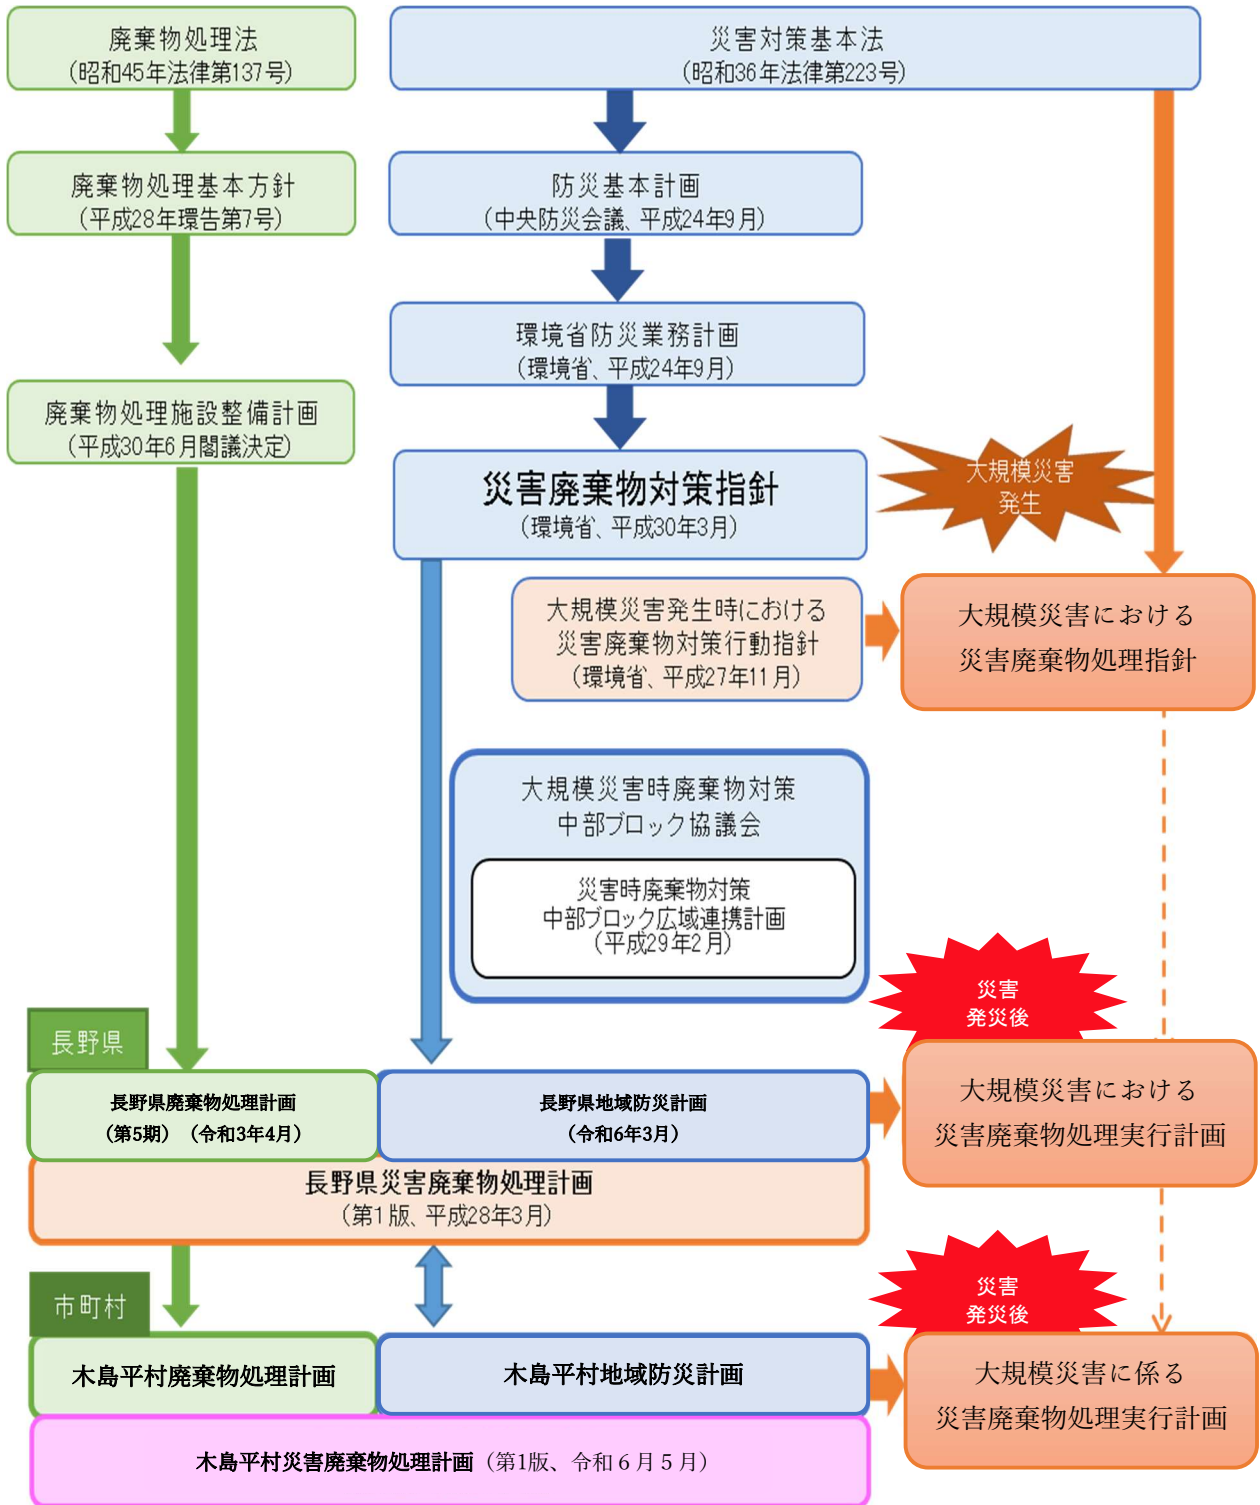 廃棄物処理法
(昭和45年法律第137号)
災害対策基本法
(昭和36年法律第223号)
廃棄物処理基本方針
(平成28年環告第7号)
防災基本計画
(中央防災会議、平成24年9月)
環境省防災業務計画
(環境省、平成24年9月)
廃棄物処理施設整備計画
(平成30年6月閣議決定)
災害廃棄物対策指針
(環境省、平成30年3月)
大規模災害
発生
大規模災害発生時における
災害廃棄物対策行動指針
(環境省、平成27年11月)
大規模災害における
災害廃棄物処理指針
大規模災害時廃棄物対策
中部ブロック協議会
災害時廃棄物対策
中部ブロック広域連携計画
(平成29年2月)
災害
発災後
長野県
長野県廃棄物処理計画
（第5期）（令和3年4月）
長野県地域防災計画
（令和6年3月）
大規模災害における
災害廃棄物処理実行計画
長野県災害廃棄物処理計画
(第1版、平成28年3月)
災害
発災後
市町村
木島平村廃棄物処理計画
木島平村地域防災計画
大規模災害に係る
災害廃棄物処理実行計画
木島平村災害廃棄物処理計画（第1版、令和６月５月）